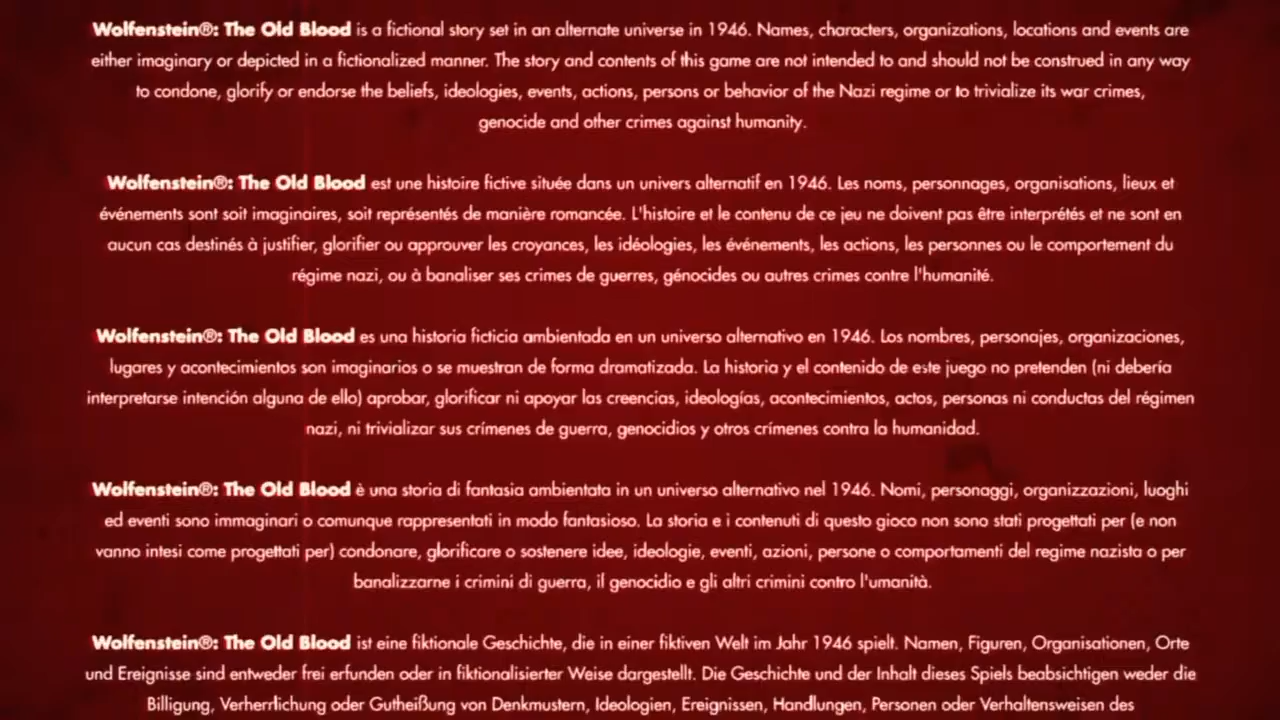 Wolfenstein®: The Old Blood is a fictional story set in an alternate universe in 1946. Names, characters, organizations, locations and events are
either imaginary or depicted in a fictionalized manner. The story and contents of this game are not intended to and should not be construed in any way
to condone, glorify or endorse the beliefs, ideologies, events, actions, persons or behavior of the Nazi regime or to trivialize its war crimes,
genocide and other crimes against humanity.
Wolfenstein®: The Old Blood est une histoire fictive située dans un univers alternatif en 1946. Les noms, personnages, organisations, lieux et
événements sont soit imaginaires, soit représentés de manière romancée. L'histoire et le contenu de ce jeu ne doivent pas être interprétés et ne sont en
aucun cas destinés à justifier, glorifier ou approuver les croyances, les idéologies, les événements, les actions, les personnes ou le comportement du
régime nazi, ou à banaliser ses crimes de guerres, génocides ou autres crimes contre l'humanité.
Wolfenstein®: The Old Blood es una historia ficticia ambientada en un universo alternativo en 1946. Los nombres, personajes, organizaciones,
lugares y acontecimientos son imaginarios o se muestran de forma dramatizada. La historia y el contenido de este juego no pretenden (ni debería
interpretarse intención alguna de ello) aprobar, glorificar ni apoyar las creencias, ideologías, acontecimientos, actos, personas ni conductas del régimen
nazi, ni trivializar sus crímenes de guerra, genocidios y otros crímenes contra la humanidad.
Wolfenstein®: The Old Blood è una storia di fantasia ambientata in un universo alternativo nel 1946. Nomi, personaggi, organizzazioni, luoghi
ed eventi sono immaginari o comunque rappresentati in modo fantasioso. La storia e i contenuti di questo gioco non sono stati progettati per (e non
vanno intesi come progettati per) condonare, glorificare o sostenere idee, ideologie, eventi, azioni, persone o comportamenti del regime nazista o per
banalizzarne i crimini di guerra, il genocidio e gli altri crimini contro l'umanità.
Wolfenstein®: The Old Blood ist eine fiktionale Geschichte, die in einer fiktiven Welt im Jahr 1946 spielt. Namen, Figuren, Organisationen, Orte
und Ereignisse sind entweder frei erfunden oder in fiktionalisierter Weise dargestellt. Die Geschichte und der Inhalt dieses Spiels beabsichtigen weder die
Billigung, Verherrlichung oder Gutheißung von Denkmustern, Ideologien, Ereignissen, Handlungen, Personen oder Verhaltensweisen des